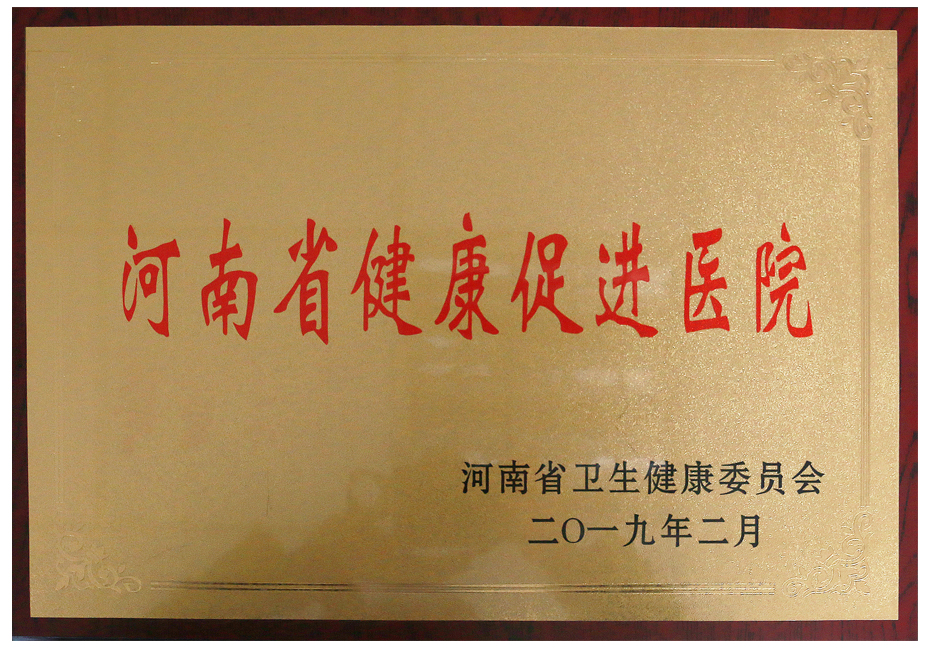 河南省健康促进医院
河南省卫生健康委员会
二〇一九年二月